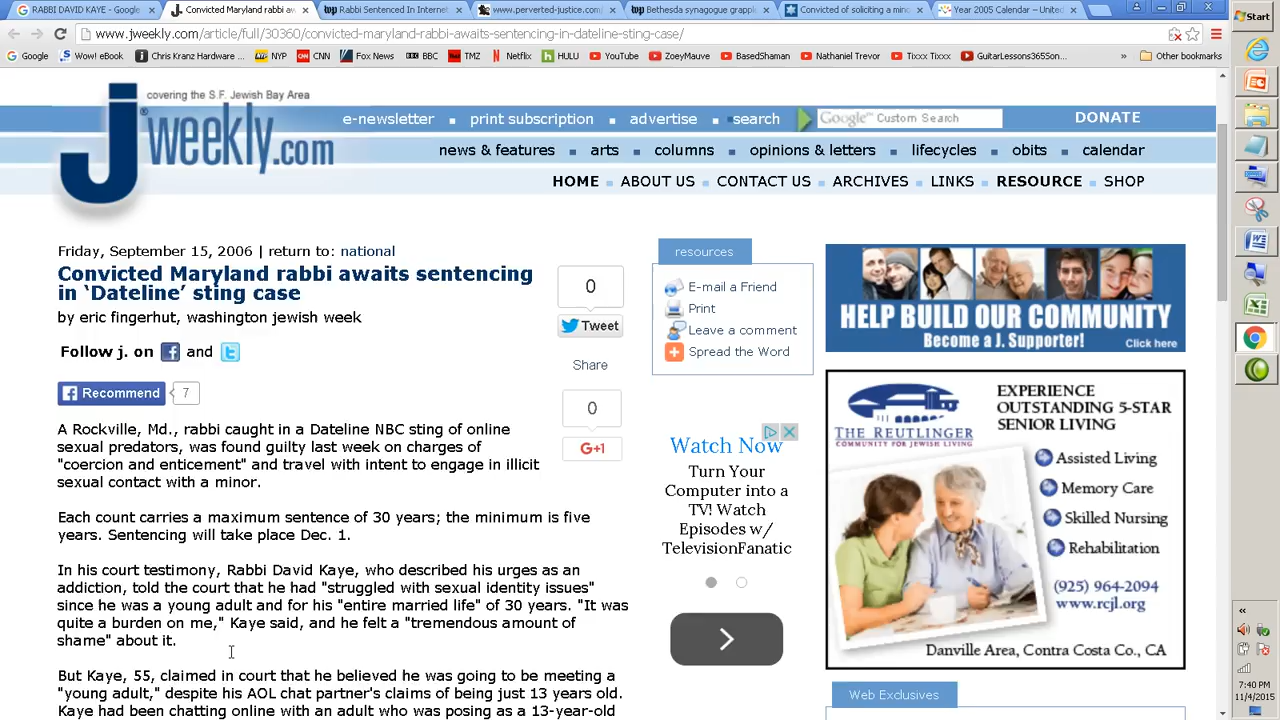 RABBI DAVID KAYE - Google
Convicted Maryland rabbi aw
Rabbi Sentenced In Internet
www.perverted-justice.com/
Bethesda synagogue grapple
Convicted of soliciting a mino
Year 2005 Calendar – United
www.jweekly.com/article/full/30360/convicted-maryland-rabbi-awaits-sentencing-in-dateline-sting-case/
Google
Wow! eBook
Chris Kranz Hardware ...
NYP
CNN
Fox News
BBC
TMZ
Netflix
HULU
YouTube
ZoeyMauve
BasedShaman
Nathaniel Trevor
Tixxx Tixxx
GuitarLessons365Son...
»
Other bookmarks
covering the S.F. Jewish Bay Area
J weekly.com
e-newsletter
print subscription
advertise
search
Google™ Custom Search
DONATE
news & features
arts
columns
opinions & letters
lifecycles
obits
calendar
HOME
ABOUT US
CONTACT US
ARCHIVES
LINKS
RESOURCE
SHOP
Friday, September 15, 2006 | return to: national
Convicted Maryland rabbi awaits sentencing
in ‘Dateline’ sting case
by eric fingerhut, washington jewish week
Follow j. on and
Recommend 7
0
Tweet
Share
0
G+1
A Rockville, Md., rabbi caught in a Dateline NBC sting of online
sexual predators, was found guilty last week on charges of
"coercion and enticement" and travel with intent to engage in illicit
sexual contact with a minor.
Each count carries a maximum sentence of 30 years; the minimum is five
years. Sentencing will take place Dec. 1.
In his court testimony, Rabbi David Kaye, who described his urges as an
addiction, told the court that he had "struggled with sexual identity issues"
since he was a young adult and for his "entire married life" of 30 years. "It was
quite a burden on me," Kaye said, and he felt a "tremendous amount of
shame" about it.
But Kaye, 55, claimed in court that he believed he was going to be meeting a
"young adult," despite his AOL chat partner's claims of being just 13 years old.
Kaye had been chatting online with an adult who was posing as a 13-year-old
resources
E-mail a Friend
Print
Leave a comment
Spread the Word
Watch Now
Turn Your
Computer into a
TV! Watch
Episodes w/
TelevisionFanatic
HELP BUILD OUR COMMUNITY
Become a J. Supporter!
Click here
THE REUTLINGER
COMMUNITY FOR JEWISH LIVING
EXPERIENCE
OUTSTANDING 5-STAR
SENIOR LIVING
Assisted Living
Memory Care
Skilled Nursing
Rehabilitation
(925) 964-2094
www.rcjl.org
Danville Area, Contra Costa Co., CA
Web Exclusives
Start
«
7:40 PM
11/4/2015